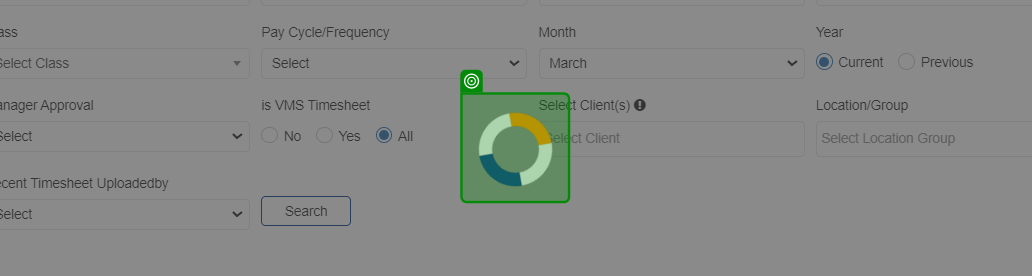 ass Pay Cycle/Frequency Month Year
Select Class Select March Current Previous
anager Approval is VMS Timesheet Select Client(s) Location/Group
Select No Yes All Select Client Select Location Group
ecent Timesheet Uploadedby
Select Search